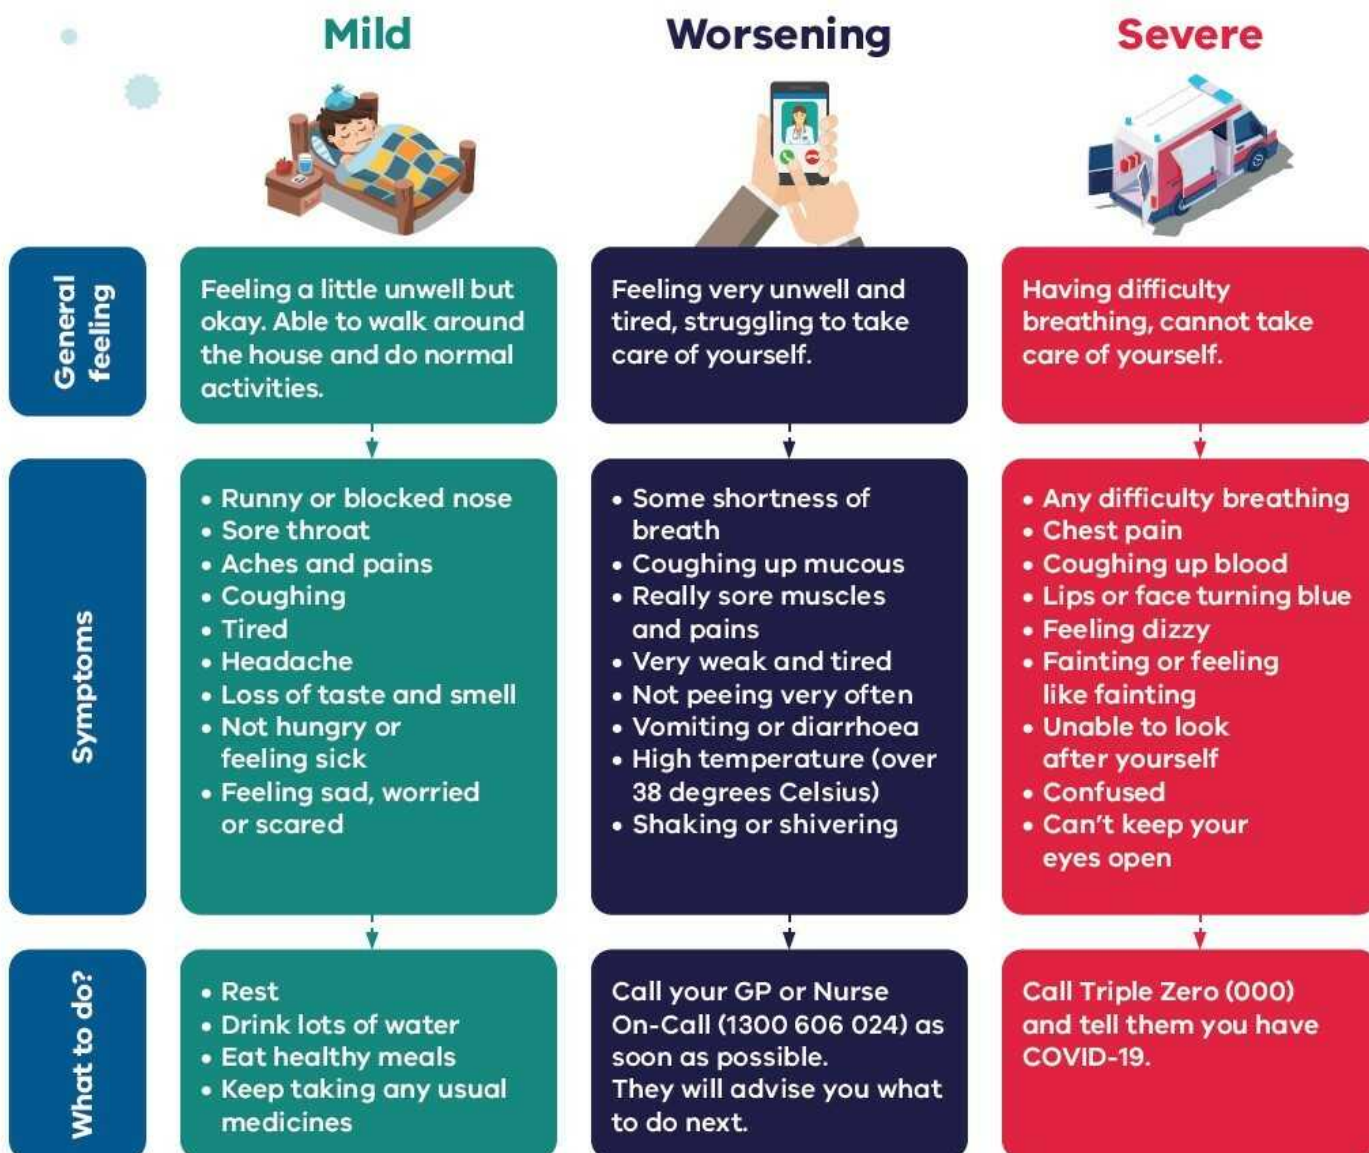 Mild
Worsening
Severe
General
feeling
Feeling a little unwell but
okay. Able to walk around
the house and do normal
activities.
Feeling very unwell and
tired, struggling to take
care of yourself.
Having difficulty
breathing, cannot take
care of yourself.
Symptoms
• Runny or blocked nose
• Sore throat
• Aches and pains
• Coughing
• Tired
• Headache
• Loss of taste and smell
• Not hungry or
feeling sick
• Feeling sad, worried
or scared
• Some shortness of
breath
• Coughing up mucous
• Really sore muscles
and pains
• Very weak and tired
• Not peeing very often
• Vomiting or diarrhoea
• High temperature (over
38 degrees Celsius)
• Shaking or shivering
• Any difficulty breathing
• Chest pain
• Coughing up blood
• Lips or face turning blue
• Feeling dizzy
• Fainting or feeling
like fainting
• Unable to look
after yourself
• Confused
• Can't keep your
eyes open
What to do?
• Rest
• Drink lots of water
• Eat healthy meals
• Keep taking any usual
medicines
Call your GP or Nurse
On-Call (1300 606 024) as
soon as possible.
They will advise you what
to do next.
Call Triple Zero (000)
and tell them you have
COVID-19.